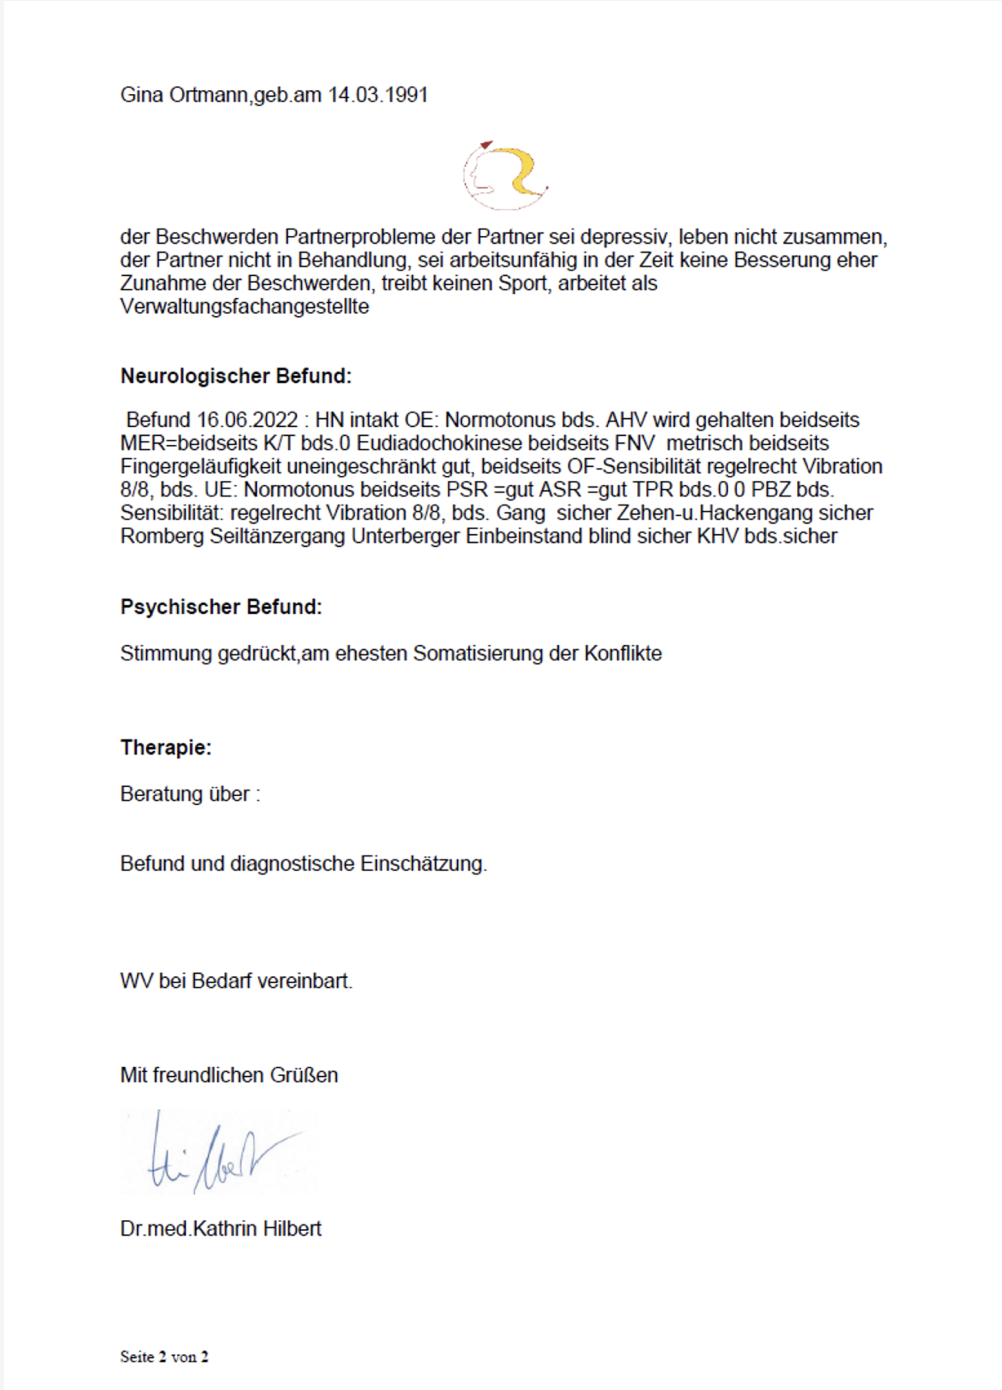 Gina Ortmann,geb.am 14.03.1991
der Beschwerden Partnerprobleme der Partner sei depressiv, leben nicht zusammen,
der Partner nicht in Behandlung, sei arbeitsunfähig in der Zeit keine Besserung eher
Zunahme der Beschwerden, treibt keinen Sport, arbeitet als
Verwaltungsfachangestellte
Neurologischer Befund:
Befund 16.06.2022 : HN intakt OE: Normotonus bds. AHV wird gehalten beidseits
MER=beidseits K/T bds.0 Eudiadochokinese beidseits FNV metrisch beidseits
Fingergeläufigkeit uneingeschränkt gut, beidseits OF-Sensibilität regelrecht Vibration
8/8, bds. UE: Normotonus beidseits PSR =gut ASR =gut TPR bds.0 0 PBZ bds.
Sensibilität: regelrecht Vibration 8/8, bds. Gang sicher Zehen-u.Hackengang sicher
Romberg Seiltänzergang Unterberger Einbeinstand blind sicher KHV bds.sicher
Psychischer Befund:
Stimmung gedrückt,am ehesten Somatisierung der Konflikte
Therapie:
Beratung über :
Befund und diagnostische Einschätzung.
WV bei Bedarf vereinbart.
Mit freundlichen Grüßen
Hilbert
Dr.med.Kathrin Hilbert
Seite 2 von 2